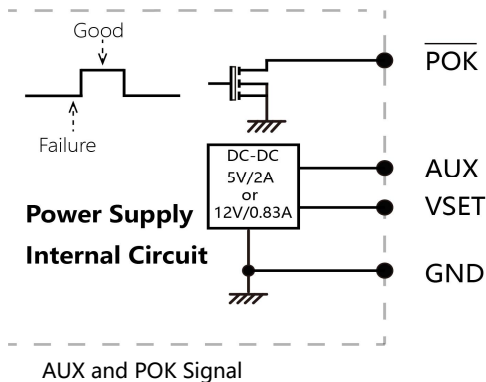 Good
Failure
P̅O̅K̅
DC-DC
5V/2A
or
12V/0.83A
AUX
VSET
Power Supply
Internal Circuit
GND
AUX and POK Signal